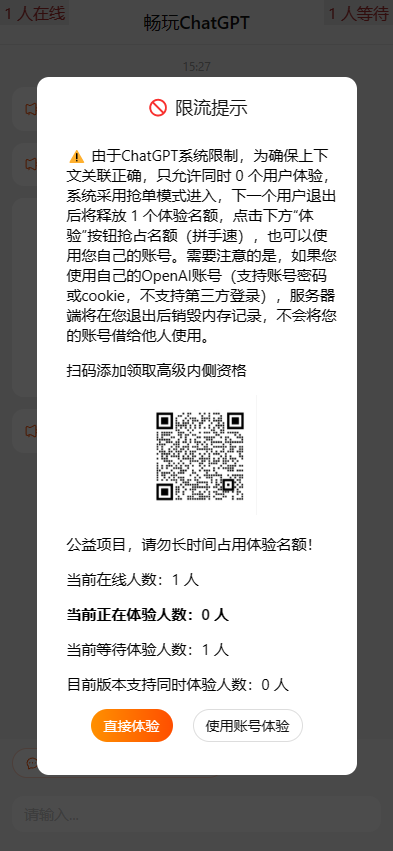 1 人在线
畅玩ChatGPT
1 人等待
15:27
🚫 限流提示
⚠️ 由于ChatGPT系统限制，为确保上下
文关联正确，只允许同时 0 个用户体验，
系统采用抢单模式进入，下一个用户退出
后将释放 1 个体验名额，点击下方“体
验”按钮抢占名额（拼手速），也可以使
用您自己的账号。需要注意的是，如果您
使用自己的OpenAI账号（支持账号密码
或cookie，不支持第三方登录），服务器
端将在您退出后销毁内存记录，不会将您
的账号借给他人使用。
扫码添加领取高级内侧资格
公益项目，请勿长时间占用体验名额！
当前在线人数：1 人
当前正在体验人数：0 人
当前等待体验人数：1 人
目前版本支持同时体验人数：0 人
直接体验
使用账号体验
请输入...